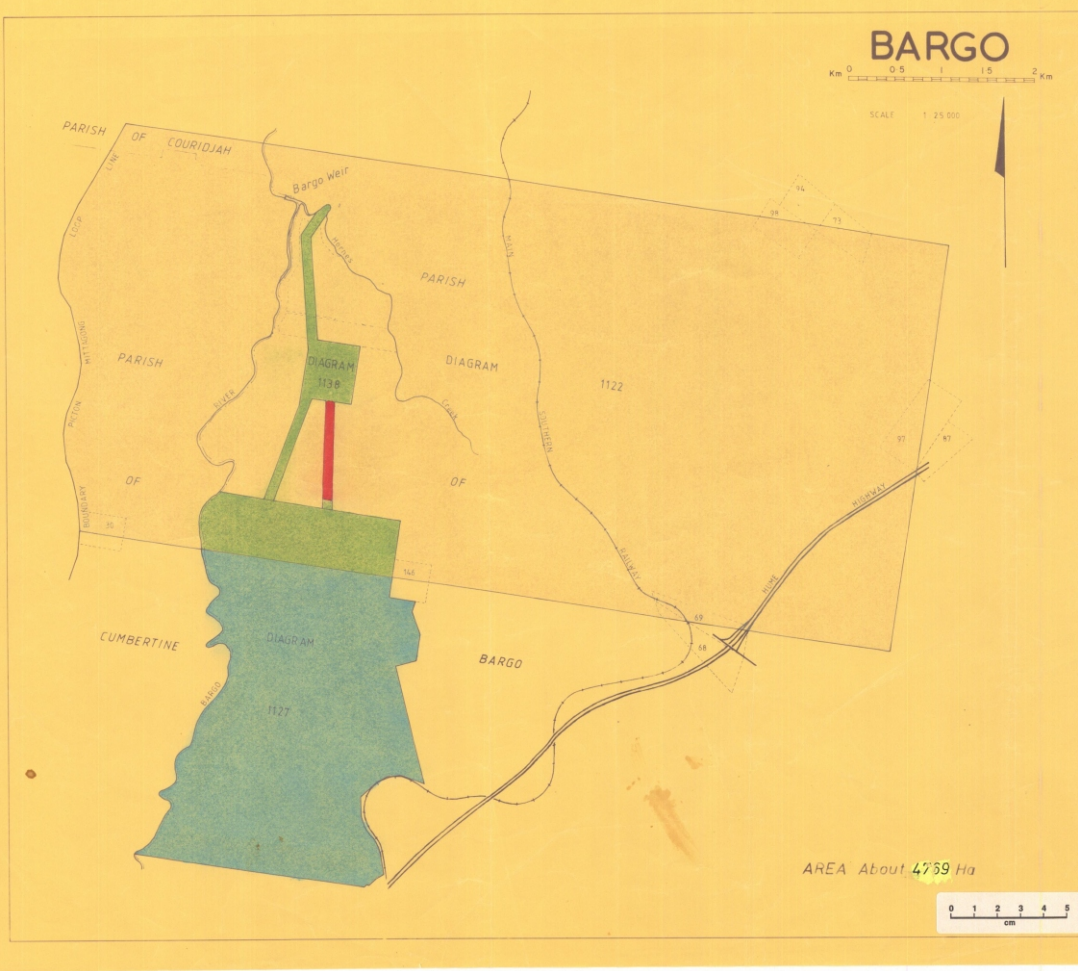 BARGO
Km 0 0·5 1 1·5 2 Km
SCALE 1 : 25 000
PARISH OF COURIDJAH
LINE
LOCP
MITTAGONG
PICTON
BOUNDARY
Bargo Weir
Hornes
Creek
PARISH
OF
CUMBERTINE
RIVER
BARGO
PARISH
OF
BARGO
DIAGRAM
1122
DIAGRAM
1138
DIAGRAM
1127
MAIN
SOUTHERN
RAILWAY
HUME
HIGHWAY
94
98
93
97
87
146
69
68
AREA About 4769 Ha
0 1 2 3 4 5
cm